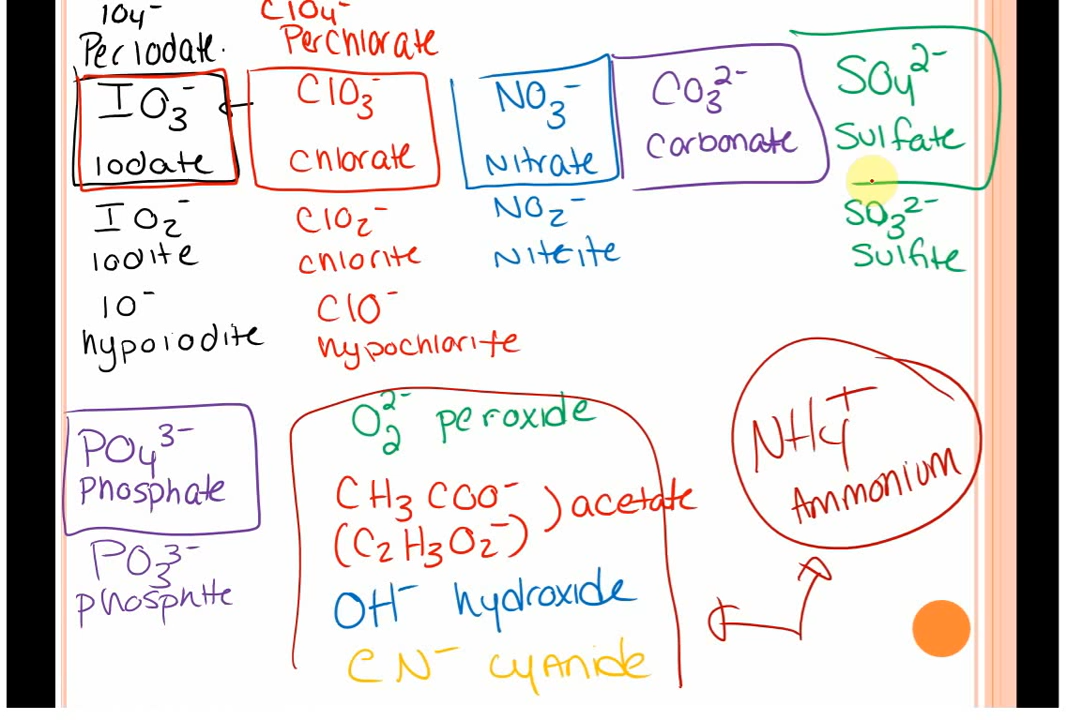 IO4⁻ ClO4⁻
Periodate. Perchlorate
IO₃⁻ ClO₃⁻ NO₃⁻ CO₃²⁻ SO₄²⁻
Iodate Chlorate Nitrate Carbonate Sulfate
IO₂⁻ ClO₂⁻ NO₂⁻ SO₃²⁻
Iodite chlorite Nitrite Sulfite
IO⁻ ClO⁻
hypoiodite hypochlorite
PO₄³⁻
Phosphate
PO₃³⁻
phosphite
O₂²⁻ peroxide
CH₃COO⁻
(C₂H₃O₂⁻) ) acetate
OH⁻ hydroxide
CN⁻ cyanide
NH₄⁺
Ammonium